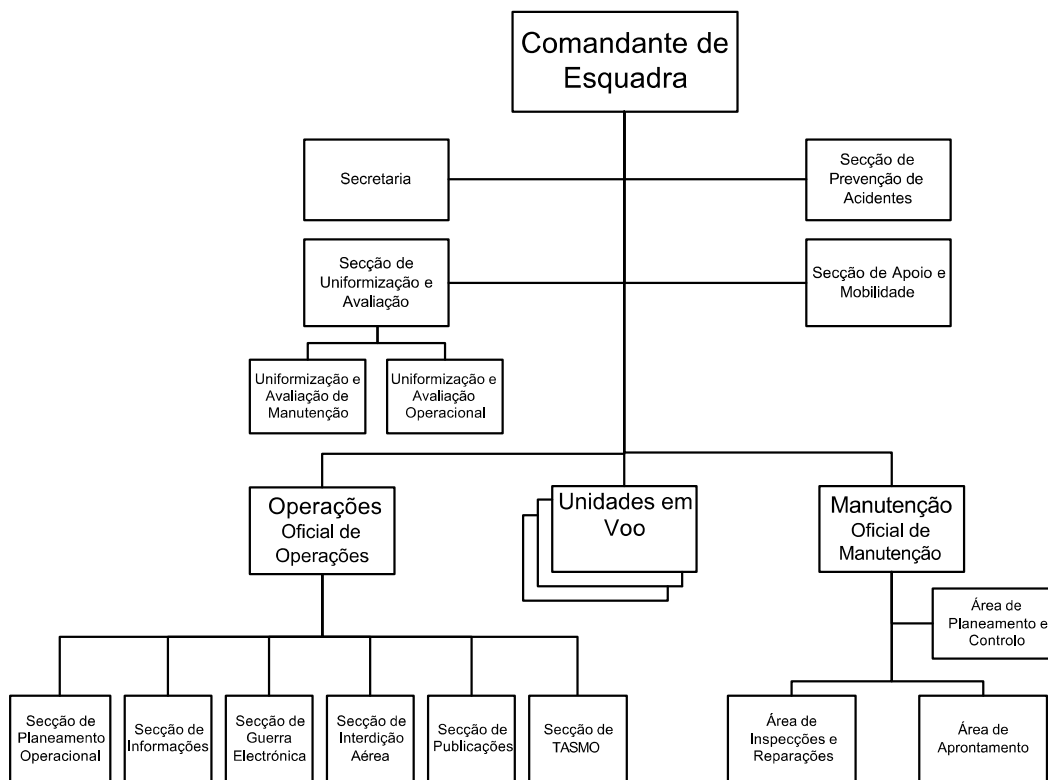 Comandante de
Esquadra
Secretaria
Secção de
Prevenção de
Acidentes
Secção de
Uniformização e
Avaliação
Secção de Apoio e
Mobilidade
Uniformização e
Avaliação de
Manutenção
Uniformização e
Avaliação
Operacional
Operações
Oficial de
Operações
Unidades em
Voo
Manutenção
Oficial de
Manutenção
Área de
Planeamento e
Controlo
Secção de
Planeamento
Operacional
Secção de
Informações
Secção de
Guerra
Electrónica
Secção de
Interdição
Aérea
Secção de
Publicações
Secção de
TASMO
Área de
Inspecções e
Reparações
Área de
Aprontamento